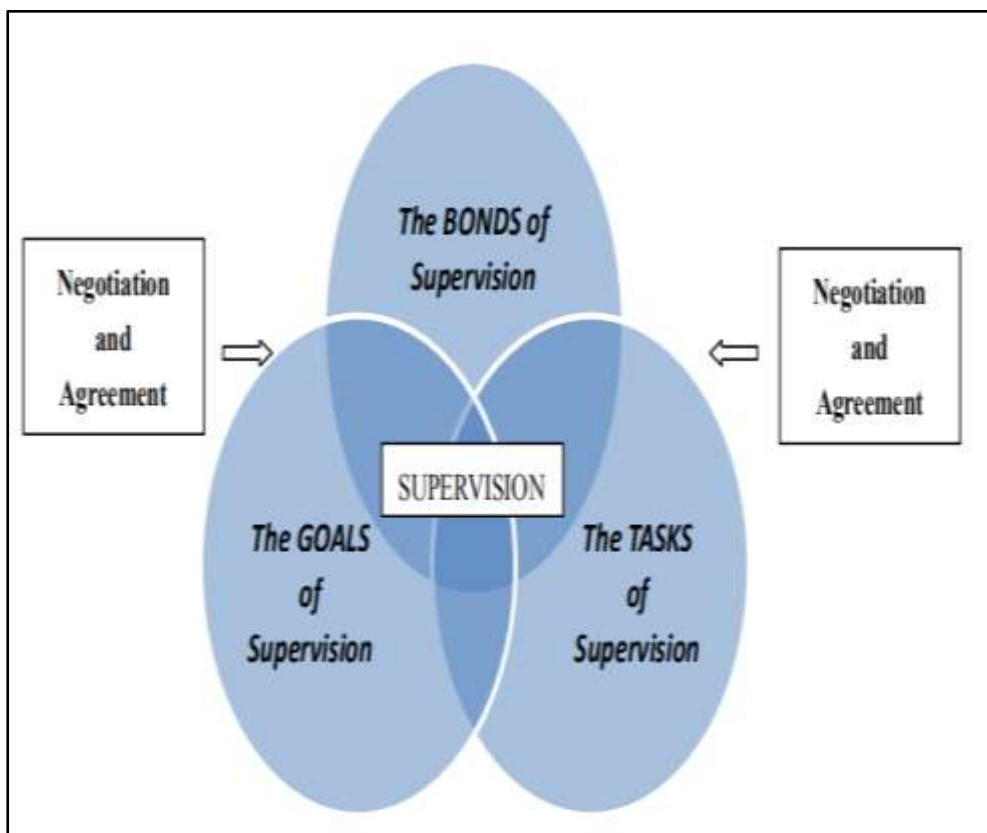 The BONDS of
Supervision
Negotiation
and
Agreement
Negotiation
and
Agreement
SUPERVISION
The GOALS
of
Supervision
The TASKS
of
Supervision